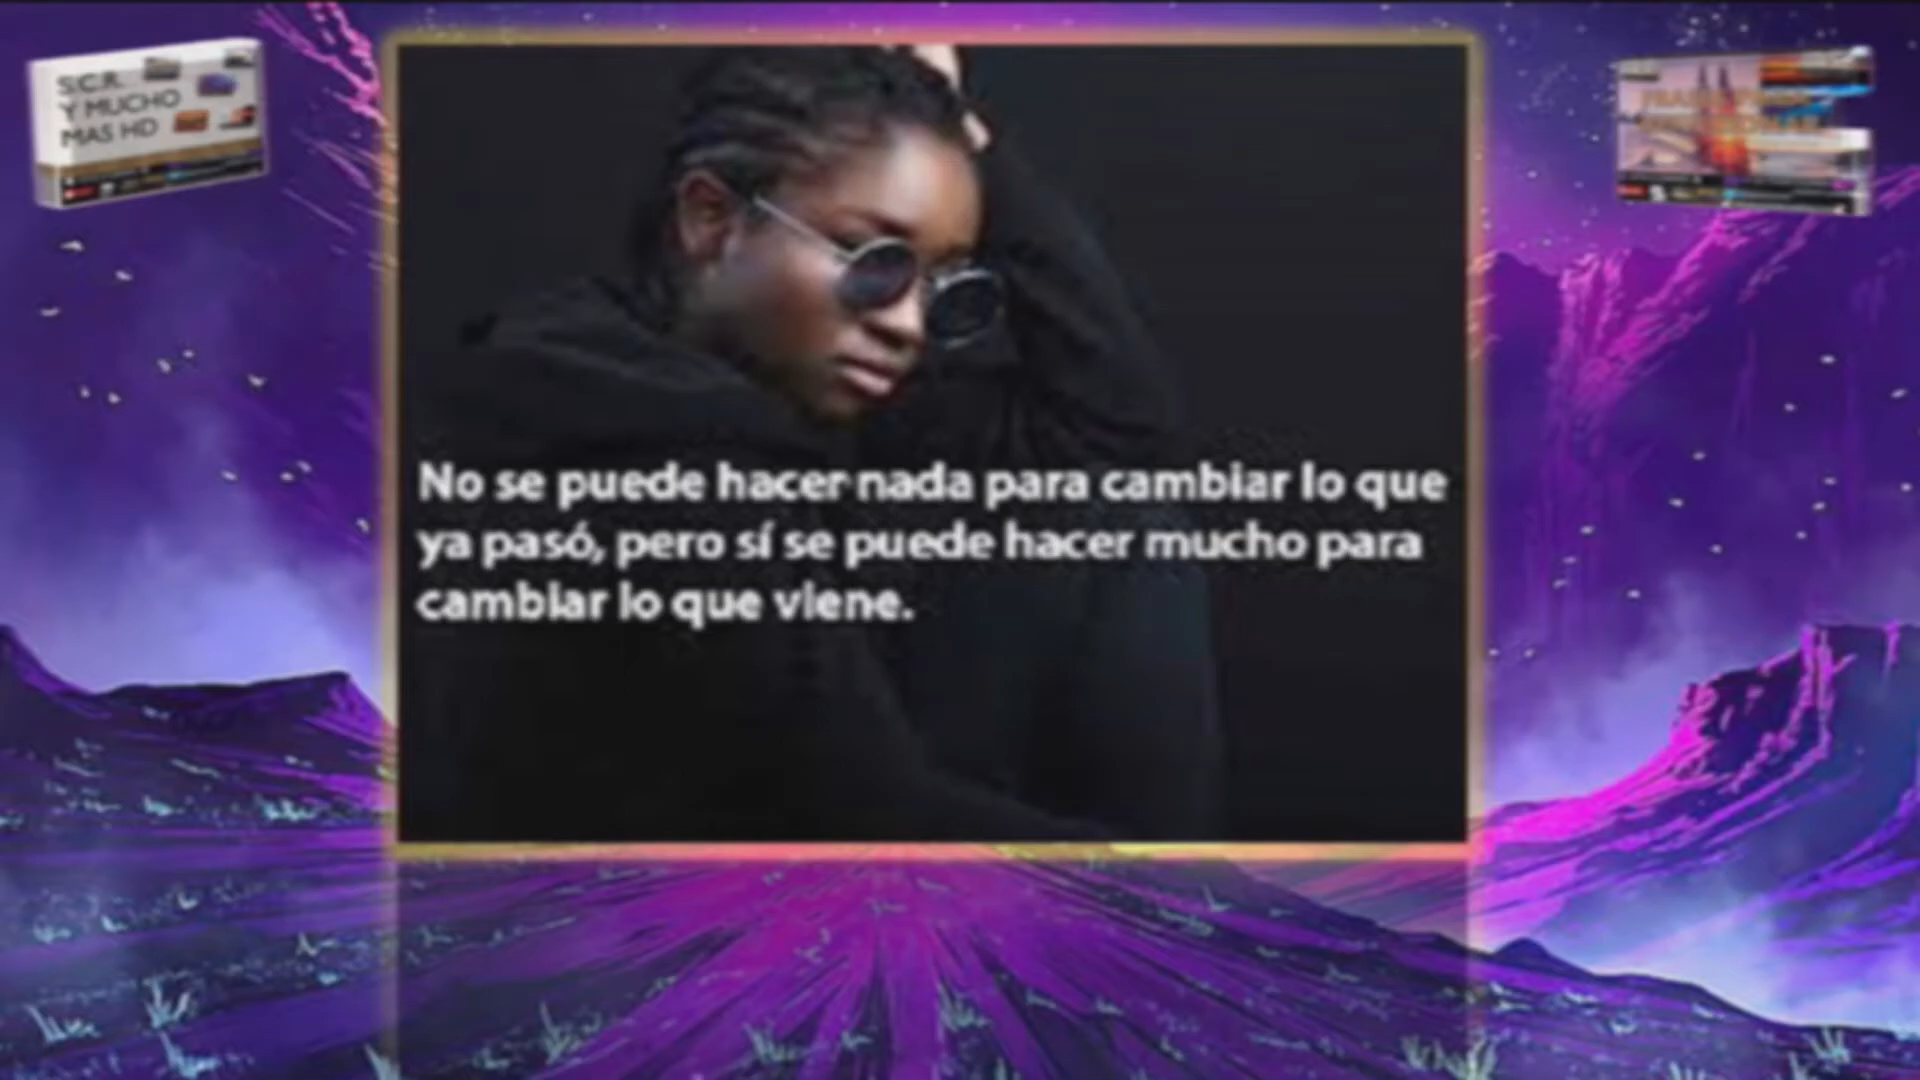 S.C.R.
Y MUCHO
MAS HD
No se puede hacer nada para cambiar lo que
ya pasó, pero sí se puede hacer mucho para
cambiar lo que viene.